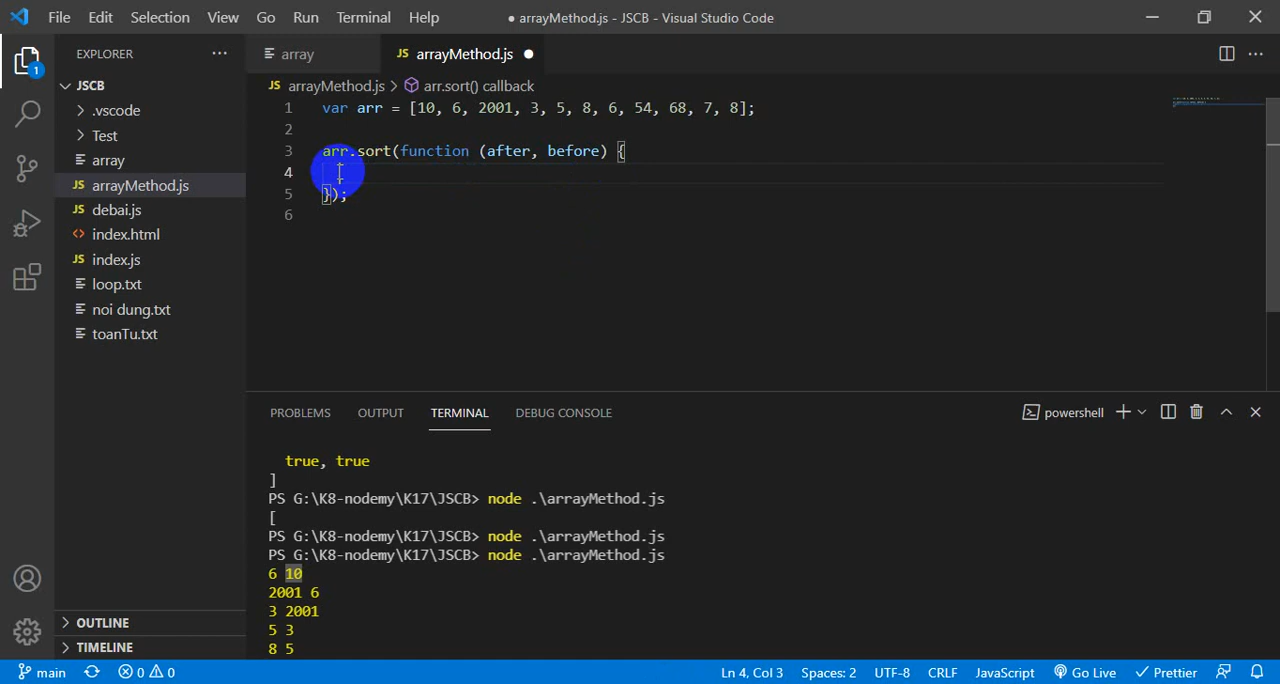 File Edit Selection View Go Run Terminal Help ● arrayMethod.js - JSCB - Visual Studio Code
EXPLORER ···
array JS arrayMethod.js ●
JSCB
JS arrayMethod.js > arr.sort() callback
.vscode
Test
array
JS arrayMethod.js
JS debai.js
<> index.html
JS index.js
loop.txt
noi dung.txt
toanTu.txt
1
1 var arr = [10, 6, 2001, 3, 5, 8, 6, 54, 68, 7, 8];
2
3 arr.sort(function (after, before) {
4
5 });
6
PROBLEMS OUTPUT TERMINAL DEBUG CONSOLE powershell
true, true
]
PS G:\K8-nodemy\K17\JSCB> node .\arrayMethod.js
[
PS G:\K8-nodemy\K17\JSCB> node .\arrayMethod.js
PS G:\K8-nodemy\K17\JSCB> node .\arrayMethod.js
6 10
2001 6
3 2001
5 3
8 5
OUTLINE
TIMELINE
main 0 0 Ln 4, Col 3 Spaces: 2 UTF-8 CRLF JavaScript Go Live Prettier